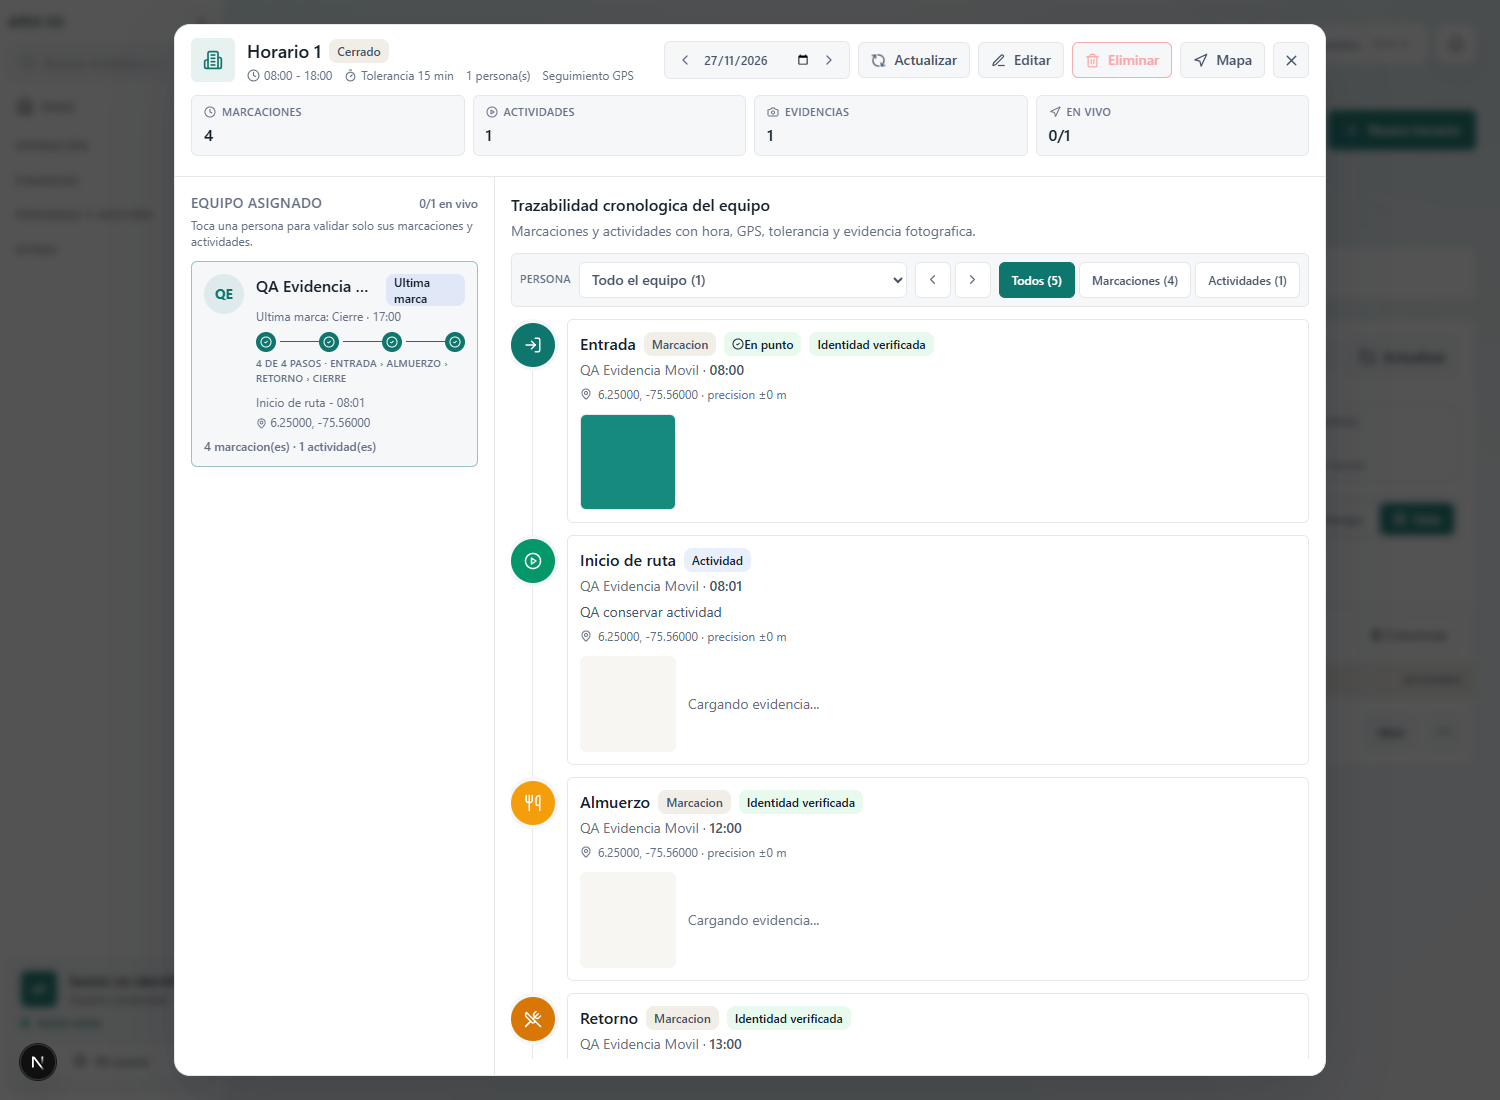 Horario 1 Cerrado
08:00 - 18:00 Tolerancia 15 min 1 persona(s) Seguimiento GPS
27/11/2026
Actualizar
Editar
Eliminar
Mapa
MARCACIONES
4
ACTIVIDADES
1
EVIDENCIAS
1
EN VIVO
0/1
EQUIPO ASIGNADO 0/1 en vivo
Toca una persona para validar solo sus marcaciones y
actividades.
QE
QA Evidencia ...
Ultima
marca
Ultima marca: Cierre · 17:00
4 DE 4 PASOS · ENTRADA › ALMUERZO ›
RETORNO › CIERRE
Inicio de ruta - 08:01
6.25000, -75.56000
4 marcacion(es) · 1 actividad(es)
Trazabilidad cronologica del equipo
Marcaciones y actividades con hora, GPS, tolerancia y evidencia fotografica.
PERSONA Todo el equipo (1) Todos (5) Marcaciones (4) Actividades (1)
Entrada Marcacion En punto Identidad verificada
QA Evidencia Movil · 08:00
6.25000, -75.56000 · precision ±0 m
Inicio de ruta Actividad
QA Evidencia Movil · 08:01
QA conservar actividad
6.25000, -75.56000 · precision ±0 m
Cargando evidencia...
Almuerzo Marcacion Identidad verificada
QA Evidencia Movil · 12:00
6.25000, -75.56000 · precision ±0 m
Cargando evidencia...
Retorno Marcacion Identidad verificada
QA Evidencia Movil · 13:00
N